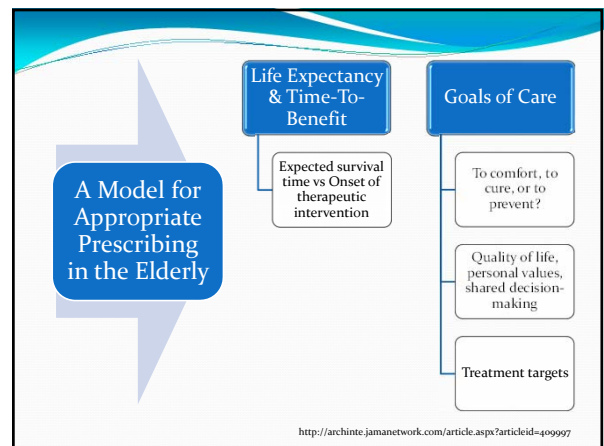 A Model for
Appropriate
Prescribing
in the Elderly
Life Expectancy
& Time-To-
Benefit
Expected survival
time vs Onset of
therapeutic
intervention
Goals of Care
To comfort, to
cure, or to
prevent?
Quality of life,
personal values,
shared decision-
making
Treatment targets
http://archinte.jamanetwork.com/article.aspx?articleid=409997